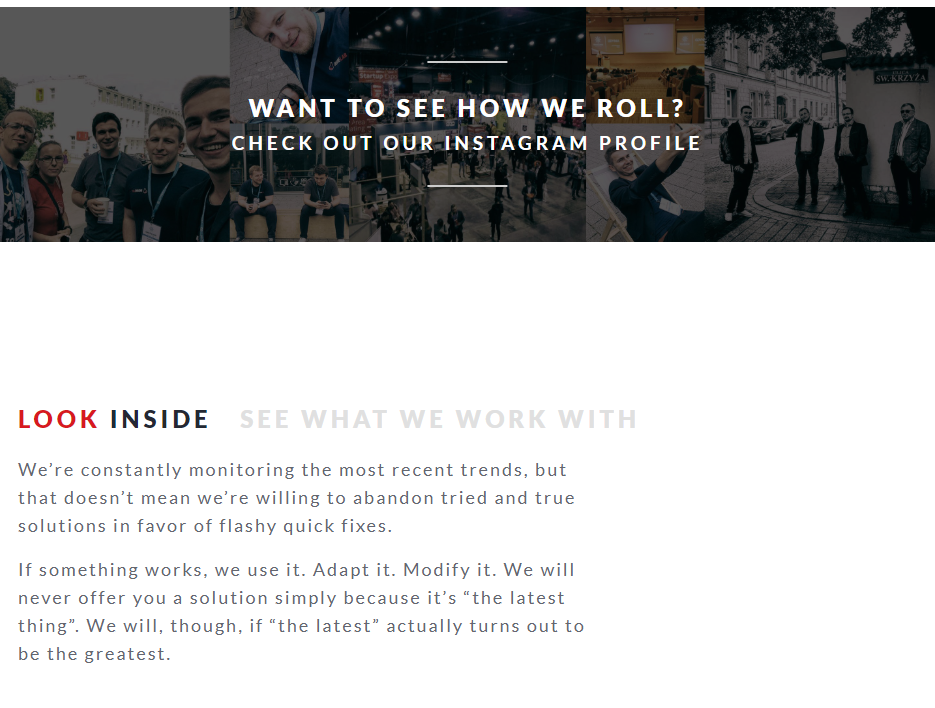 WANT TO SEE HOW WE ROLL?
CHECK OUT OUR INSTAGRAM PROFILE
ŚW. KRZYŻA
LOOK INSIDE SEE WHAT WE WORK WITH
We’re constantly monitoring the most recent trends, but
that doesn’t mean we’re willing to abandon tried and true
solutions in favor of flashy quick fixes.
If something works, we use it. Adapt it. Modify it. We will
never offer you a solution simply because it’s “the latest
thing”. We will, though, if “the latest” actually turns out to
be the greatest.